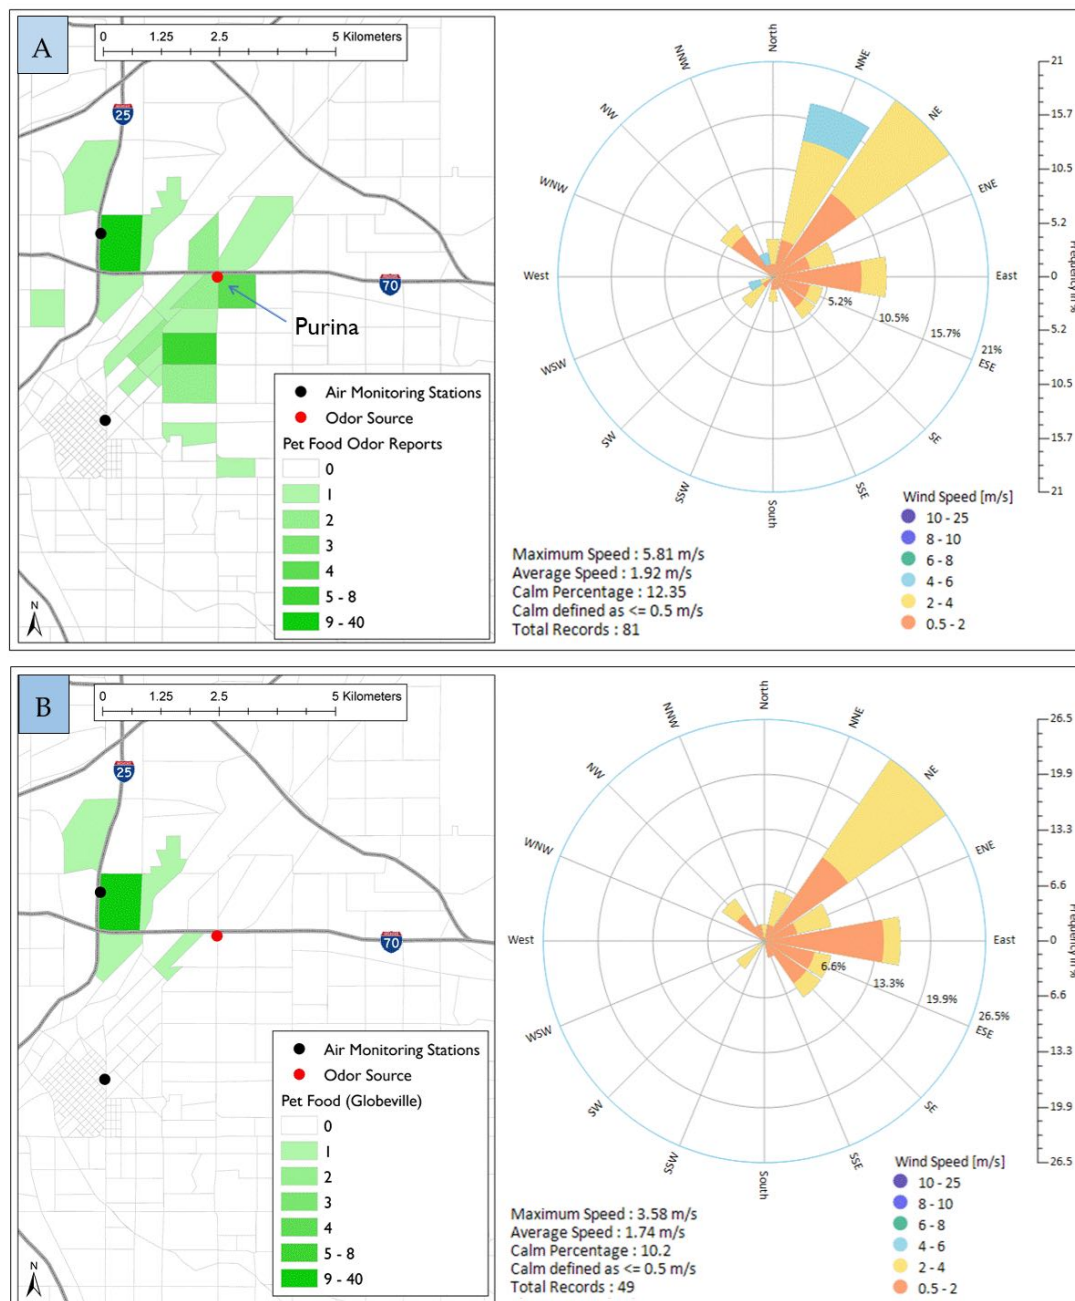 A
0 1.25 2.5 5 Kilometers
25
70
Purina
Air Monitoring Stations
Odor Source
Pet Food Odor Reports
0
1
2
3
4
5 - 8
9 - 40
N
North
NNE
NE
ENE
East
ESE
SE
SSE
South
SSW
SW
WSW
West
WNW
NW
NNW
5.2%
10.5%
15.7%
21%
21
15.7
10.5
5.2
0
5.2
10.5
15.7
21
Frequency in %
Wind Speed [m/s]
10 - 25
8 - 10
6 - 8
4 - 6
2 - 4
0.5 - 2
Maximum Speed : 5.81 m/s
Average Speed : 1.92 m/s
Calm Percentage : 12.35
Calm defined as <= 0.5 m/s
Total Records : 81
B
0 1.25 2.5 5 Kilometers
25
70
Air Monitoring Stations
Odor Source
Pet Food (Globeville)
0
1
2
3
4
5 - 8
9 - 40
N
North
NNE
NE
ENE
East
ESE
SE
SSE
South
SSW
SW
WSW
West
WNW
NW
NNW
6.6%
13.3%
19.9%
26.5%
26.5
19.9
13.3
6.6
0
6.6
13.3
19.9
26.5
Frequency in %
Wind Speed [m/s]
10 - 25
8 - 10
6 - 8
4 - 6
2 - 4
0.5 - 2
Maximum Speed : 3.58 m/s
Average Speed : 1.74 m/s
Calm Percentage : 10.2
Calm defined as <= 0.5 m/s
Total Records : 49